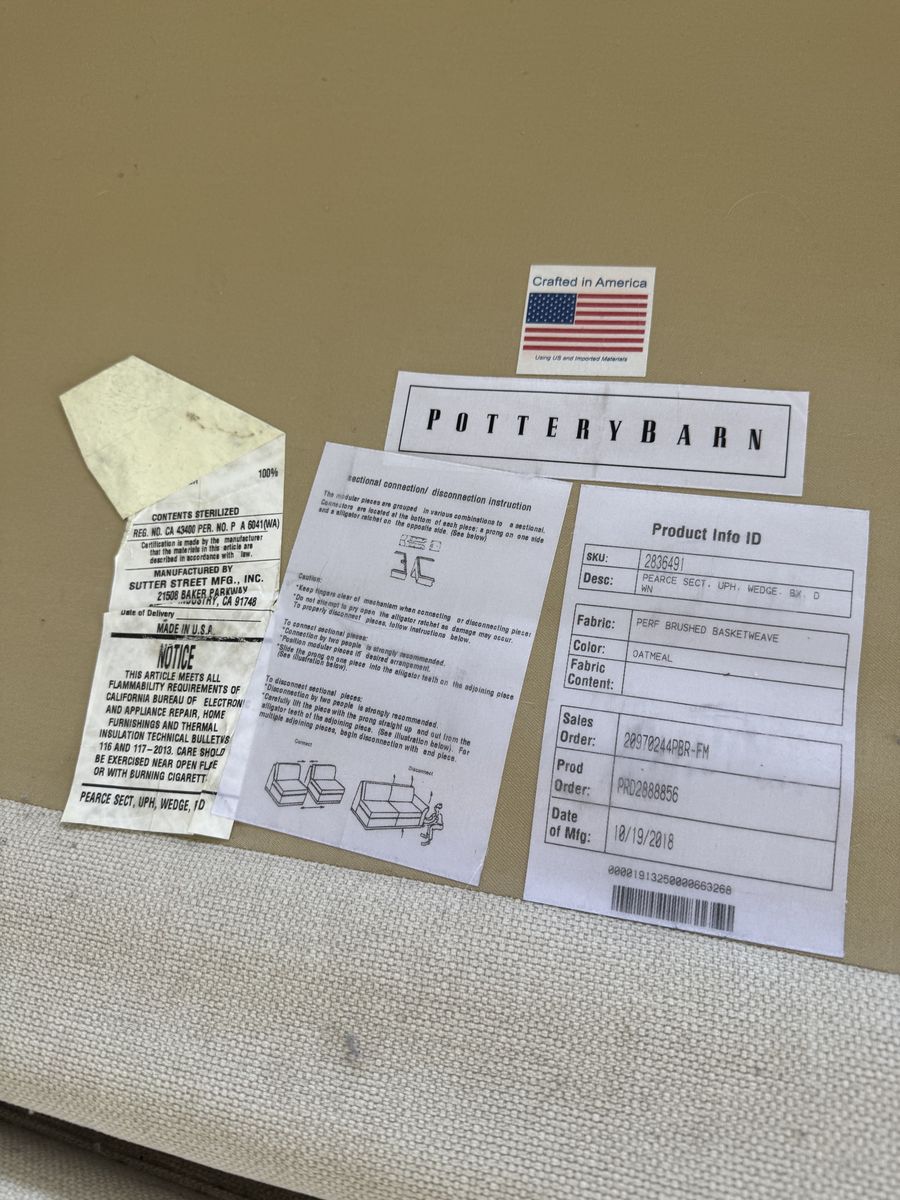 Crafted in America
Using US and Imported Materials
POTTERYBARN
100%
CONTENTS STERILIZED
REG. NO. CA 43400 PER. NO. P A 6041(WA)
Certification is made by the manufacturer
that the materials in this article are
described in accordance with law.
MANUFACTURED BY
SUTTER STREET MFG., INC.
21508 BAKER PARKWAY
INDUSTRY, CA 91748
Date of Delivery
MADE IN U.S.A.
NOTICE
THIS ARTICLE MEETS ALL
FLAMMABILITY REQUIREMENTS OF
CALIFORNIA BUREAU OF ELECTRON
AND APPLIANCE REPAIR, HOME
FURNISHINGS AND THERMAL
INSULATION TECHNICAL BULLETINS
116 AND 117-2013. CARE SHOULD
BE EXERCISED NEAR OPEN FL
OR WITH BURNING CIGARETT
PEARCE SECT, UPH, WEDGE,
sectional connection/ disconnection instruction
The modular pieces are grouped in various combinations to a sectional.
Connectors are located at the bottom of each piece: a prong on one side
and a alligator ratchet on the opposite side. (See below)
Caution:
*Keep fingers clear of mechanism when connecting or disconnecting piece:
*Do not attempt to pry open the alligator ratchet as damage may occur.
To properly disconnect pieces, follow instructions below.
To connect sectional pieces:
*Connection by two people is strongly recommended.
*Position modular pieces if desired arrangement.
*Slide the prong on one piece into the alligator teeth on the adjoining piece
(See illustration below).
To disconnect sectional pieces:
*Disconnection by two people is strongly recommended.
*Carefully lift the piece with the prong straight up and out from the
alligator teeth of the adjoining piece. (See illustration below). For
multiple adjoining pieces, begin disconnection with end piece.
Connect
Disconnect
Product Info ID
SKU: 2836491
Desc: PEARCE SECT, UPH, WEDGE, BX, D
WN
Fabric: PERF BRUSHED BASKETWEAVE
Color: OATMEAL
Fabric
Content:
Sales
Order: 20970244PBR-FM
Prod
Order: PRD2888856
Date
of Mfg: 10/19/2018
00001913250000663268